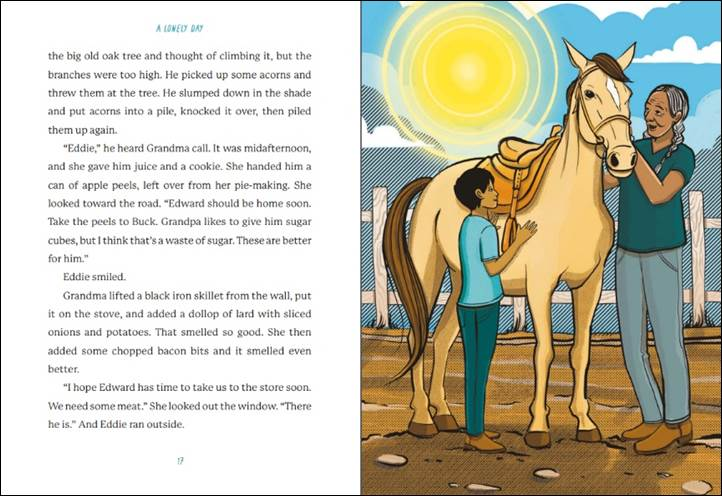 A LONELY DAY
the big old oak tree and thought of climbing it, but the
branches were too high. He picked up some acorns and
threw them at the tree. He slumped down in the shade
and put acorns into a pile, knocked it over, then piled
them up again.
“Eddie,” he heard Grandma call. It was midafternoon,
and she gave him juice and a cookie. She handed him a
can of apple peels, left over from her pie-making. She
looked toward the road. “Edward should be home soon.
Take the peels to Buck. Grandpa likes to give him sugar
cubes, but I think that’s a waste of sugar. These are better
for him.”
Eddie smiled.
Grandma lifted a black iron skillet from the wall, put
it on the stove, and added a dollop of lard with sliced
onions and potatoes. That smelled so good. She then
added some chopped bacon bits and it smelled even
better.
“I hope Edward has time to take us to the store soon.
We need some meat.” She looked out the window. “There
he is.” And Eddie ran outside.
17